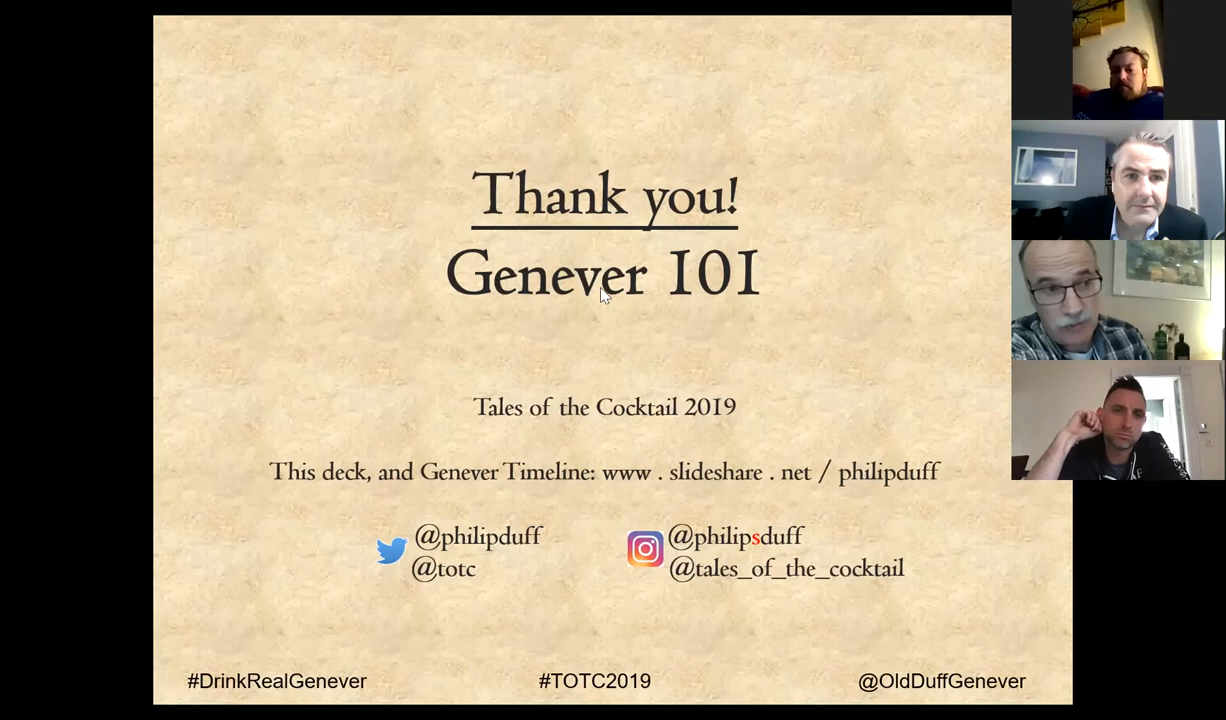 Thank you!
Genever 101
Tales of the Cocktail 2019
This deck, and Genever Timeline: www . slideshare . net / philipduff
@philipduff
@totc
@philipsduff
@tales_of_the_cocktail
#DrinkRealGenever
#TOTC2019
@OldDuffGenever